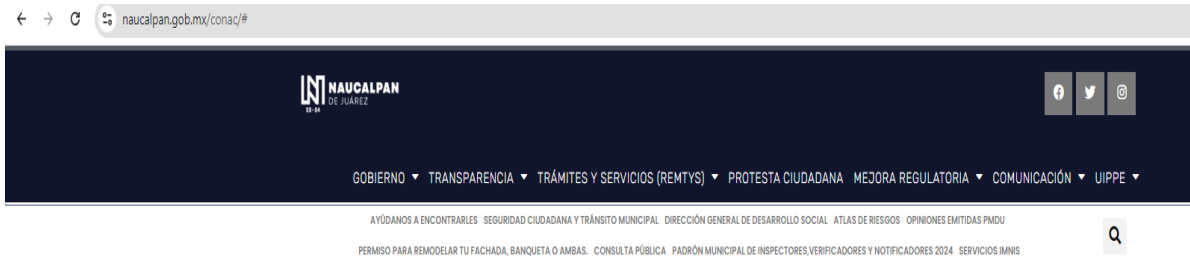 naucalpan.gob.mx/conac/#
NAUCALPAN
DE JUÁREZ
22-24
GOBIERNO TRANSPARENCIA TRÁMITES Y SERVICIOS (REMTYS) PROTESTA CIUDADANA MEJORA REGULATORIA COMUNICACIÓN UIPPE
AYÚDANOS A ENCONTRARLES SEGURIDAD CIUDADANA Y TRÁNSITO MUNICIPAL DIRECCIÓN GENERAL DE DESARROLLO SOCIAL ATLAS DE RIESGOS OPINIONES EMITIDAS PMDU
PERMISO PARA REMODELAR TU FACHADA, BANQUETA O AMBAS. CONSULTA PÚBLICA PADRÓN MUNICIPAL DE INSPECTORES,VERIFICADORES Y NOTIFICADORES 2024 SERVICIOS IMNIS